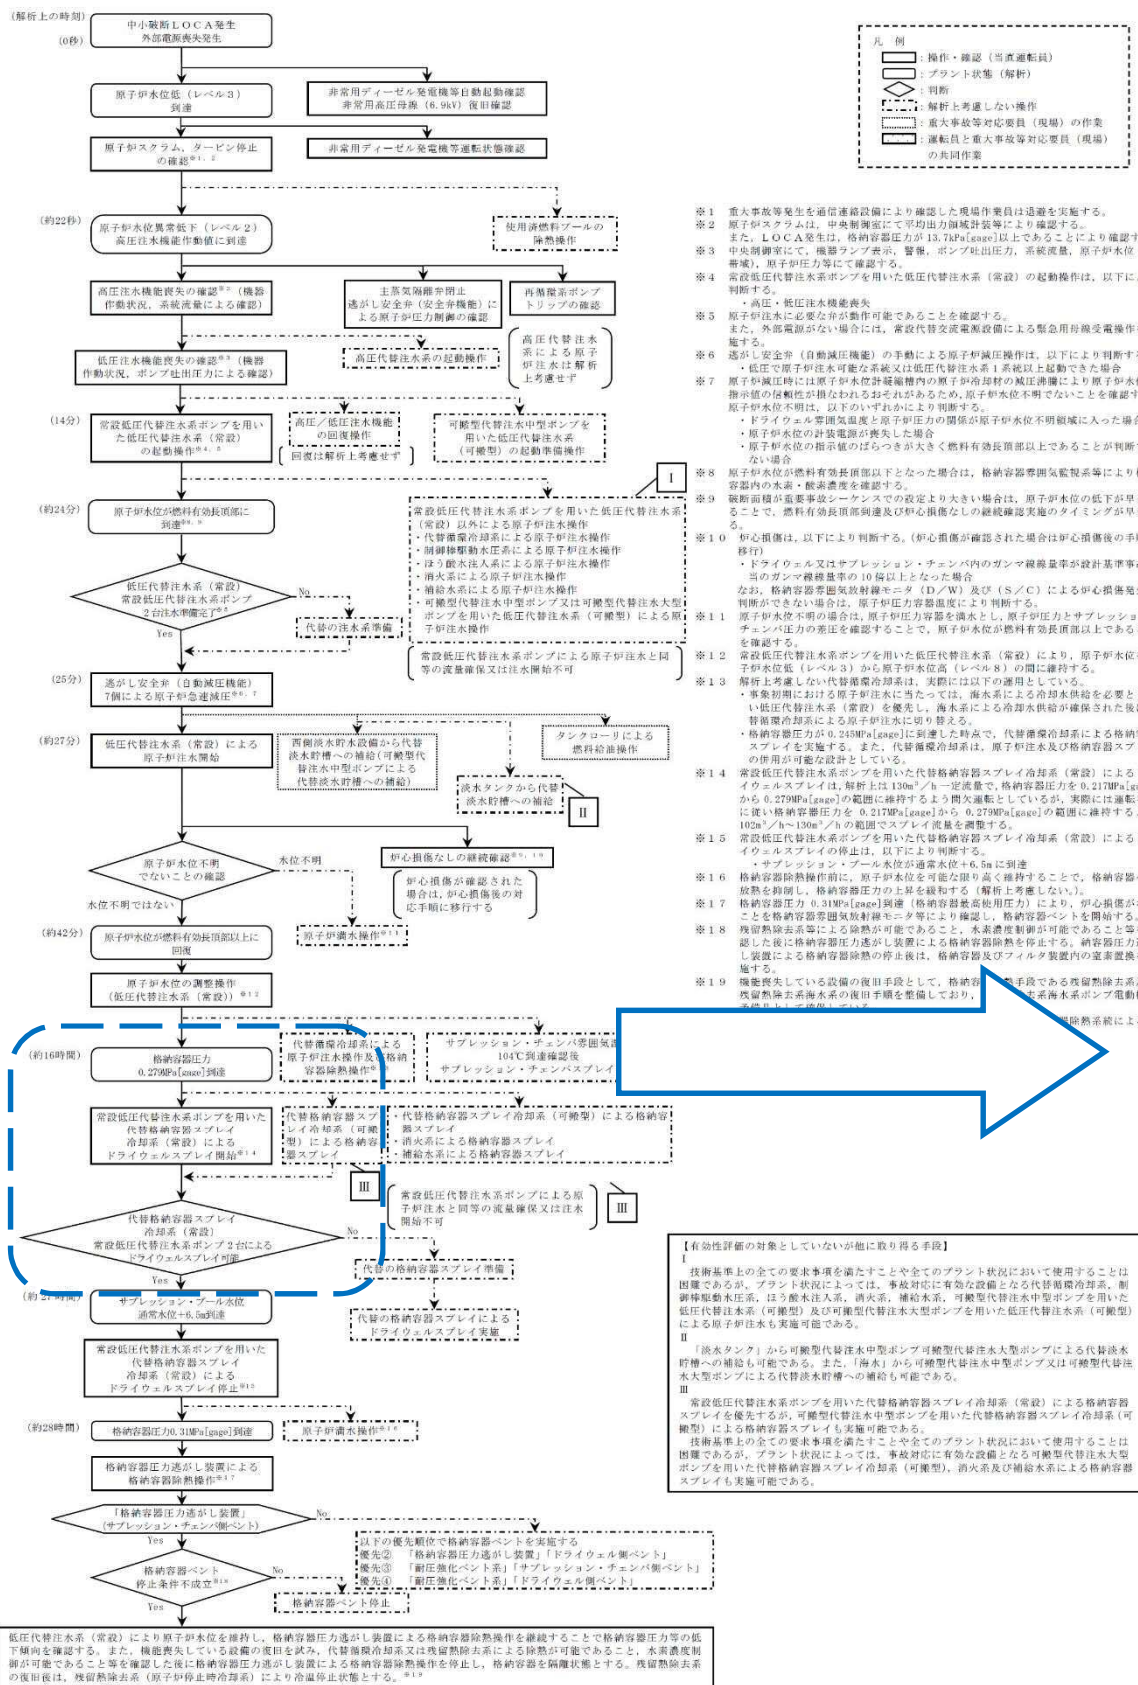 (解析上の時刻)
(0秒)
中小破断LOCA発生
外部電源喪失発生
原子炉水位低（レベル3）
到達
非常用ディーゼル発電機等自動起動確認
非常用高圧母線（6.9kV）復旧確認
原子炉スクラム，タービン停止
の確認※1，2
非常用ディーゼル発電機等運転状態確認
(約22秒)
原子炉水位異常低下（レベル2）
高圧注水機能作動値に到達
使用済燃料プールの
除熱操作
高圧注水機能喪失の確認※3（機器
作動状況，系統流量による確認）
主蒸気隔離弁閉止
逃がし安全弁（安全弁機能）に
よる原子炉圧力制御の確認
再循環系ポンプ
トリップの確認
低圧注水機能喪失の確認※3（機器
作動状況，ポンプ吐出圧力による確認）
高圧代替注水系の起動操作
高圧代替注水
系による原子
炉注水は解析
上考慮せず
(14分)
常設低圧代替注水系ポンプを用い
た低圧代替注水系（常設）
の起動操作※4，5
高圧／低圧注水機能
の回復操作
回復は解析上考慮せず
可搬型代替注水中型ポンプを
用いた低圧代替注水系
（可搬型）の起動準備操作
I
(約24分)
原子炉水位が燃料有効長頂部に
到達※8，9
常設低圧代替注水系ポンプを用いた低圧代替注水系
（常設）以外による原子炉注水操作
・代替循環冷却系による原子炉注水操作
・制御棒駆動水圧系による原子炉注水操作
・ほう酸水注入系による原子炉注水操作
・消火系による原子炉注水操作
・補給水系による原子炉注水操作
・可搬型代替注水中型ポンプ又は可搬型代替注水大型
ポンプを用いた低圧代替注水系（可搬型）による原
子炉注水操作
常設低圧代替注水系ポンプによる原子炉注水と同
等の流量確保又は注水開始不可
低圧代替注水系（常設）
常設低圧代替注水系ポンプ
2台注水準備完了※5
No
Yes
代替の注水系準備
(25分)
逃がし安全弁（自動減圧機能）
7個による原子炉急速減圧※6，7
(約27分)
低圧代替注水系（常設）による
原子炉注水開始
西側淡水貯水設備から代替
淡水貯槽への補給(可搬型代
替注水中型ポンプによる
代替淡水貯槽への補給)
タンクローリによる
燃料給油操作
淡水タンクから代替
淡水貯槽への補給
II
原子炉水位不明
でないことの確認
水位不明
水位不明ではない
炉心損傷なしの継続確認※9，10
炉心損傷が確認された
場合は，炉心損傷後の対
応手順に移行する
原子炉満水操作※11
(約42分)
原子炉水位が燃料有効長頂部以上に
回復
原子炉水位の調整操作
（低圧代替注水系（常設））※12
(約16時間)
格納容器圧力
0.279MPa[gage]到達
代替循環冷却系による
原子炉注水操作及び格納
容器除熱操作※13
サプレッション・チェンバ雰囲気温
104℃到達確認後
サプレッション・チェンバスプレイ
常設低圧代替注水系ポンプを用いた
代替格納容器スプレイ
冷却系（常設）による
ドライウェルスプレイ開始※14
代替格納容器スプ
レイ冷却系（可搬
型）による格納容
器スプレイ
・代替格納容器スプレイ冷却系（可搬型）による格納容
器スプレイ
・消火系による格納容器スプレイ
・補給水系による格納容器スプレイ
III
常設低圧代替注水系ポンプによる原
子炉注水と同等の流量確保又は注水
開始不可
III
代替格納容器スプレイ
冷却系（常設）
常設低圧代替注水系ポンプ2台による
ドライウェルスプレイ可能
No
Yes
代替の格納容器スプレイ準備
代替の格納容器スプレイによる
ドライウェルスプレイ実施
(約27時間)
サプレッション・プール水位
通常水位+6.5m到達
常設低圧代替注水系ポンプを用いた
代替格納容器スプレイ
冷却系（常設）による
ドライウェルスプレイ停止※15
(約28時間)
格納容器圧力0.31MPa[gage]到達
原子炉満水操作※16
格納容器圧力逃がし装置による
格納容器除熱操作※17
「格納容器圧力逃がし装置」
（サプレッション・チェンバ側ベント）
No
Yes
以下の優先順位で格納容器ベントを実施する
優先②　「格納容器圧力逃がし装置」「ドライウェル側ベント」
優先③　「耐圧強化ベント系」「サプレッション・チェンバ側ベント」
優先④　「耐圧強化ベント系」「ドライウェル側ベント」
格納容器ベント
停止条件不成立※18
No
Yes
格納容器ベント停止
低圧代替注水系（常設）により原子炉水位を維持し，格納容器圧力逃がし装置による格納容器除熱操作を継続することで格納容器圧力等の低
下傾向を確認する。また，機能喪失している設備の復旧を試み，代替循環冷却系又は残留熱除去系による除熱が可能であること，水素濃度制
御が可能であること等を確認した後に格納容器圧力逃がし装置による格納容器除熱操作を停止し，格納容器を隔離状態とする。残留熱除去系
の復旧後は，残留熱除去系（原子炉停止時冷却系）により冷温停止状態とする。※19
凡　例
：操作・確認（当直運転員）
：プラント状態（解析）
：判断
：解析上考慮しない操作
：重大事故等対応要員（現場）の作業
：運転員と重大事故等対応要員（現場）
の共同作業
※1　重大事故等発生を通信連絡設備により確認した現場作業員は退避を実施する。
※2　原子炉スクラムは，中央制御室にて平均出力領域計装等により確認する。
また，LOCA発生は，格納容器圧力が13.7kPa[gage]以上であることにより確認す
※3　中央制御室にて，機器ランプ表示，警報，ポンプ吐出圧力，系統流量，原子炉水位（
帯域)，原子炉圧力等にて確認する。
※4　常設低圧代替注水系ポンプを用いた低圧代替注水系（常設）の起動操作は，以下によ
判断する。
・高圧・低圧注水機能喪失
※5　原子炉注水に必要な弁が動作可能であることを確認する。
また，外部電源がない場合には，常設代替交流電源設備による緊急用母線受電操作を
施する。
※6　逃がし安全弁（自動減圧機能）の手動による原子炉減圧操作は，以下により判断する
・低圧で原子炉注水可能な系統又は低圧代替注水系1系統以上起動できた場合
※7　原子炉減圧時には原子炉水位計凝縮槽内の原子炉冷却材の減圧沸騰により原子炉水位
指示値の信頼性が損なわれるおそれがあるため，原子炉水位不明でないことを確認す
原子炉水位不明は，以下のいずれかにより判断する。
・ドライウェル雰囲気温度と原子炉圧力の関係が原子炉水位不明領域に入った場合
・原子炉水位の計装電源が喪失した場合
・原子炉水位の指示値のばらつきが大きく燃料有効長頂部以上であることが判断で
ない場合
※8　原子炉水位が燃料有効長頂部以下となった場合は，格納容器雰囲気監視系等により格
容器内の水素・酸素濃度を確認する。
※9　破断面積が重要事故シーケンスでの設定より大きい場合は，原子炉水位の低下が早
ることで，燃料有効長頂部到達及び炉心損傷なしの継続確認実施のタイミングが早
る。
※10　炉心損傷は，以下により判断する。（炉心損傷が確認された場合は炉心損傷後の手順
移行）
・ドライウェル又はサプレッション・チェンバ内のガンマ線線量率が設計基準事故
当のガンマ線線量率の10倍以上となった場合
なお，格納容器雰囲気放射線モニタ（D／W）及び（S／C）による炉心損傷発生
判断ができない場合は，原子炉圧力容器温度により判断する。
※11　原子炉水位不明の場合は，原子炉圧力容器を満水とし，原子炉圧力とサプレッション
チェンバ圧力の差圧を確認することで，原子炉水位が燃料有効長頂部以上である
を確認する。
※12　常設低圧代替注水系ポンプを用いた低圧代替注水系（常設）により，原子炉水位を
子炉水位低（レベル3）から原子炉水位高（レベル8）の間に維持する。
※13　解析上考慮しない代替循環冷却系は，実際には以下の運用としている。
・事象初期における原子炉注水に当たっては，海水系による冷却水供給を必要と
い低圧代替注水系（常設）を優先し，海水系による冷却水供給が確保された後に
替循環冷却系による原子炉注水に切り替える。
・格納容器圧力が0.245MPa[gage]に到達した時点で，代替循環冷却系による格納容
スプレイを実施する。また，代替循環冷却系は，原子炉注水及び格納容器スプレ
の併用が可能な設計としている。
※14　常設低圧代替注水系ポンプを用いた代替格納容器スプレイ冷却系（常設）による
イウェルスプレイは，解析上は130m3／h一定流量で，格納容器圧力を0.217MPa[ga
から0.279MPa[gage]の範囲に維持するよう間欠運転としているが，実際には運転手
に従い格納容器圧力を0.217MPa[gage]から0.279MPa[gage]の範囲に維持する
102m3／h～130m3／hの範囲でスプレイ流量を調整する。
※15　常設低圧代替注水系ポンプを用いた代替格納容器スプレイ冷却系（常設）による
イウェルスプレイの停止は，以下により判断する。
・サプレッション・プール水位が通常水位+6.5mに到達
※16　格納容器除熱操作前に，原子炉水位を可能な限り高く維持することで，格納容器
放熱を抑制し，格納容器圧力の上昇を緩和する（解析上考慮しない。）。
※17　格納容器圧力0.31MPa[gage]到達（格納容器最高使用圧力）により，炉心損傷が
ことを格納容器雰囲気放射線モニタ等により確認し，格納容器ベントを開始する。
※18　残留熱除去系等による除熱が可能であること，水素濃度制御が可能であること等
認した後に格納容器圧力逃がし装置による格納容器除熱を停止する。納容器圧力逃
し装置による格納容器除熱の停止後は，格納容器及びフィルタ装置内の窒素置換を
施する。
※19　機能喪失している設備の復旧手段として，格納容
熱手段である残留熱除去系
残留熱除去系海水系の復旧手順を整備しており，
去系海水系ポンプ電動
器除熱系統によ
【有効性評価の対象としていないが他に取り得る手段】
I
技術基準上の全ての要求事項を満たすことや全てのプラント状況において使用することは
困難であるが，プラント状況によっては，事故対応に有効な設備となる代替循環冷却系，制
御棒駆動水圧系，ほう酸水注入系，消火系，補給水系，可搬型代替注水中型ポンプを用いた
低圧代替注水系（可搬型）及び可搬型代替注水大型ポンプを用いた低圧代替注水系（可搬型）
による原子炉注水も実施可能である。
II
「淡水タンク」から可搬型代替注水中型ポンプ可搬型代替注水大型ポンプによる代替淡水
貯槽への補給も可能である。また，「海水」から可搬型代替注水中型ポンプ又は可搬型代替注
水大型ポンプによる代替淡水貯槽への補給も可能である。
III
常設低圧代替注水系ポンプを用いた代替格納容器スプレイ冷却系（常設）による格納容器
スプレイを優先するが，可搬型代替注水中型ポンプを用いた代替格納容器スプレイ冷却系（可
搬型）による格納容器スプレイも実施可能である。
技術基準上の全ての要求事項を満たすことや全てのプラント状況において使用することは
困難であるが，プラント状況によっては，事故対応に有効な設備となる可搬型代替注水大型
ポンプを用いた代替格納容器スプレイ冷却系（可搬型），消火系及び補給水系による格納容器
スプレイも実施可能である。